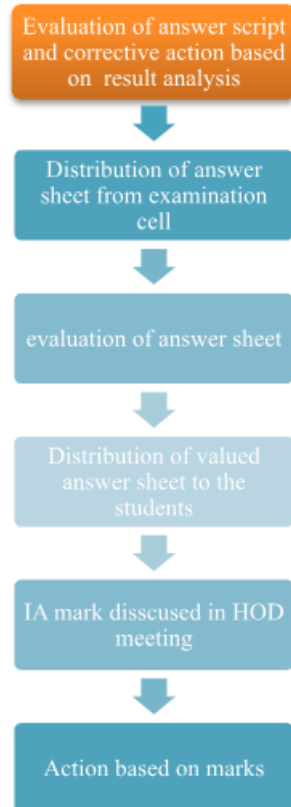 Evaluation of answer script
and corrective action based
on result analysis
Distribution of answer
sheet from examination
cell
evaluation of answer sheet
Distribution of valued
answer sheet to the
students
IA mark disscused in HOD
meeting
Action based on marks